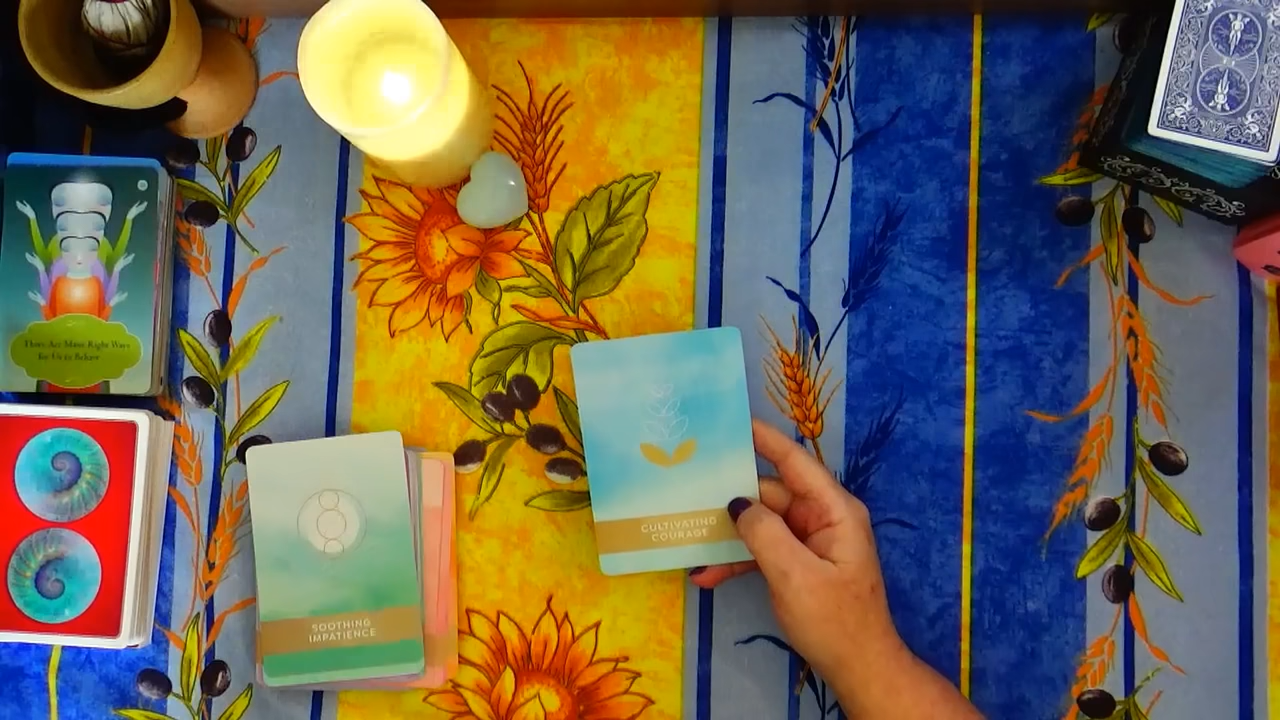 There Are Many Right Ways
for Us to Behave
SOOTHING
IMPATIENCE
CULTIVATING
COURAGE